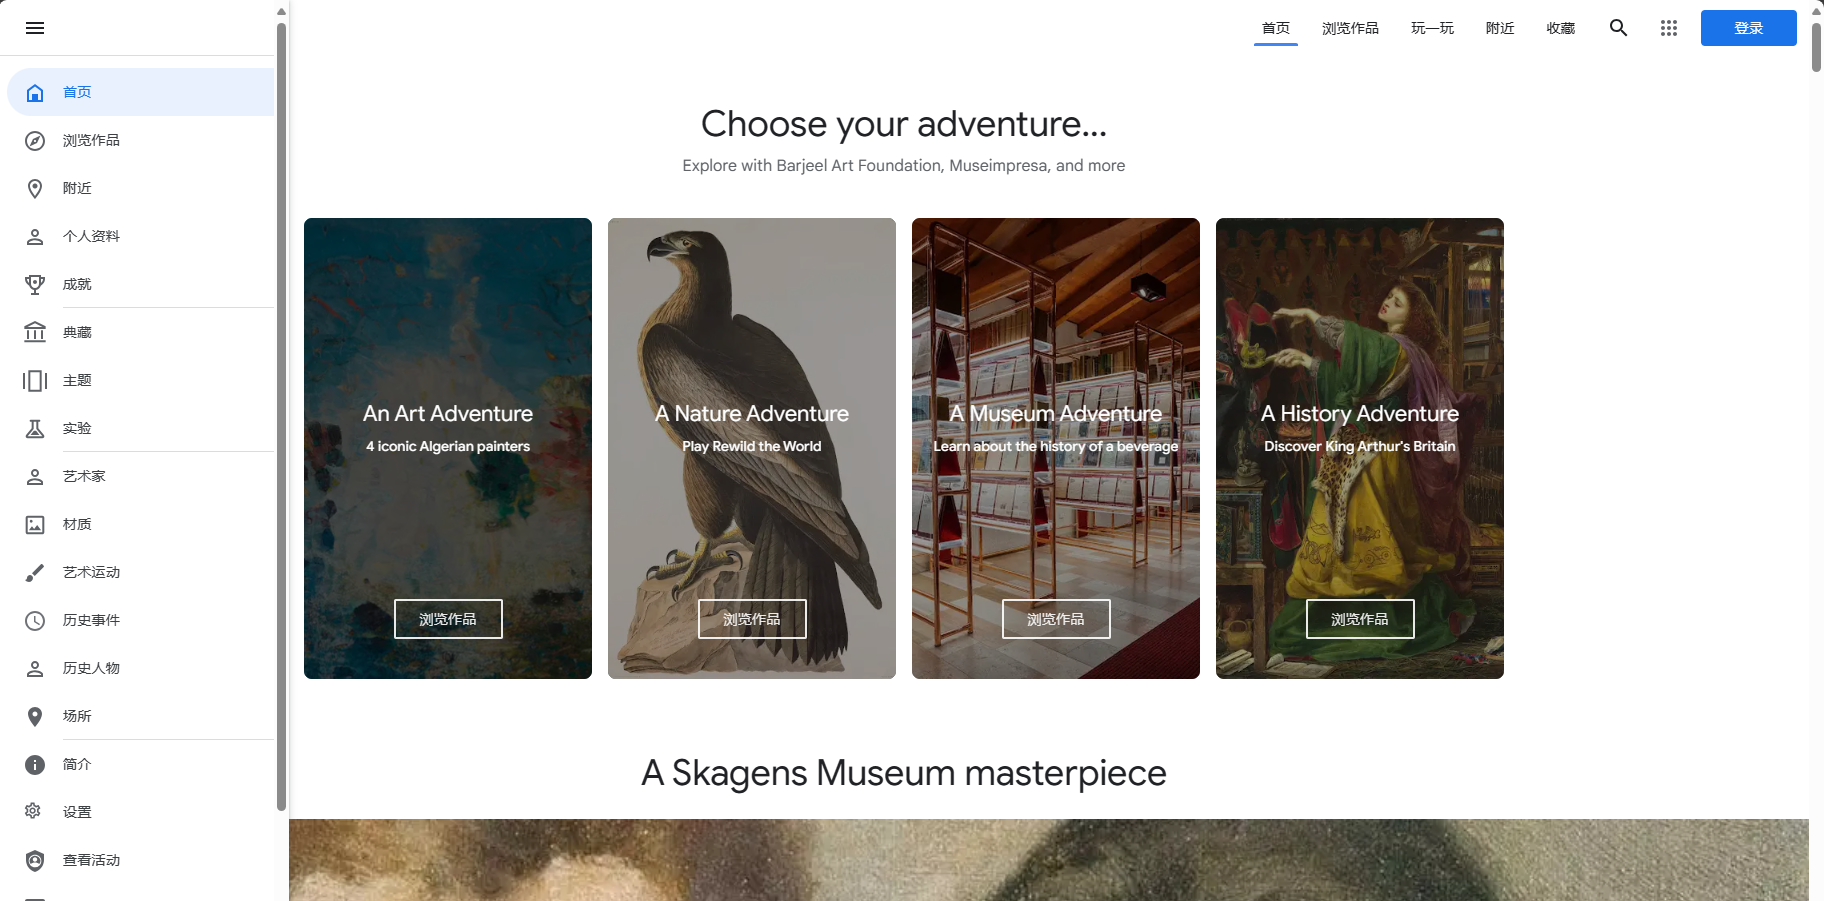 首页
浏览作品
玩一玩
附近
收藏
登录
首页
浏览作品
附近
个人资料
成就
典藏
主题
实验
艺术家
材质
艺术运动
历史事件
历史人物
场所
简介
设置
查看活动
Choose your adventure...
Explore with Barjeel Art Foundation, Museimpresa, and more
An Art Adventure
4 iconic Algerian painters
浏览作品
A Nature Adventure
Play Rewild the World
浏览作品
A Museum Adventure
Learn about the history of a beverage
浏览作品
A History Adventure
Discover King Arthur's Britain
浏览作品
A Skagens Museum masterpiece